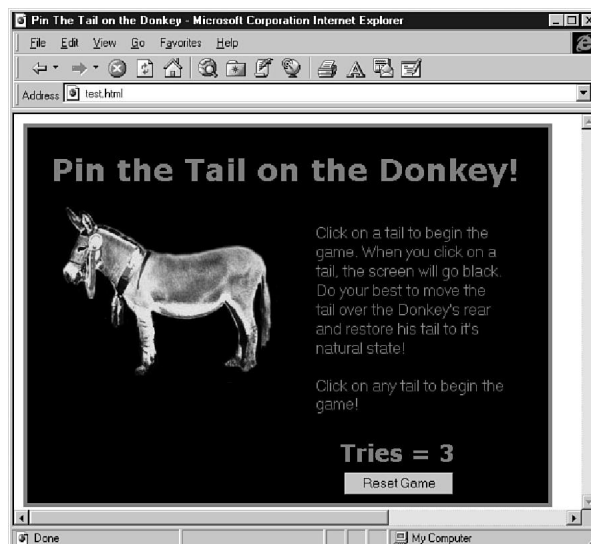 Pin The Tail on the Donkey - Microsoft Corporation Internet Explorer
File Edit View Go Favorites Help
Address test.html
Pin the Tail on the Donkey!
Click on a tail to begin the
game. When you click on a
tail, the screen will go black.
Do your best to move the
tail over the Donkey's rear
and restore his tail to it's
natural state!
Click on any tail to begin the
game!
Tries = 3
Reset Game
Done
My Computer